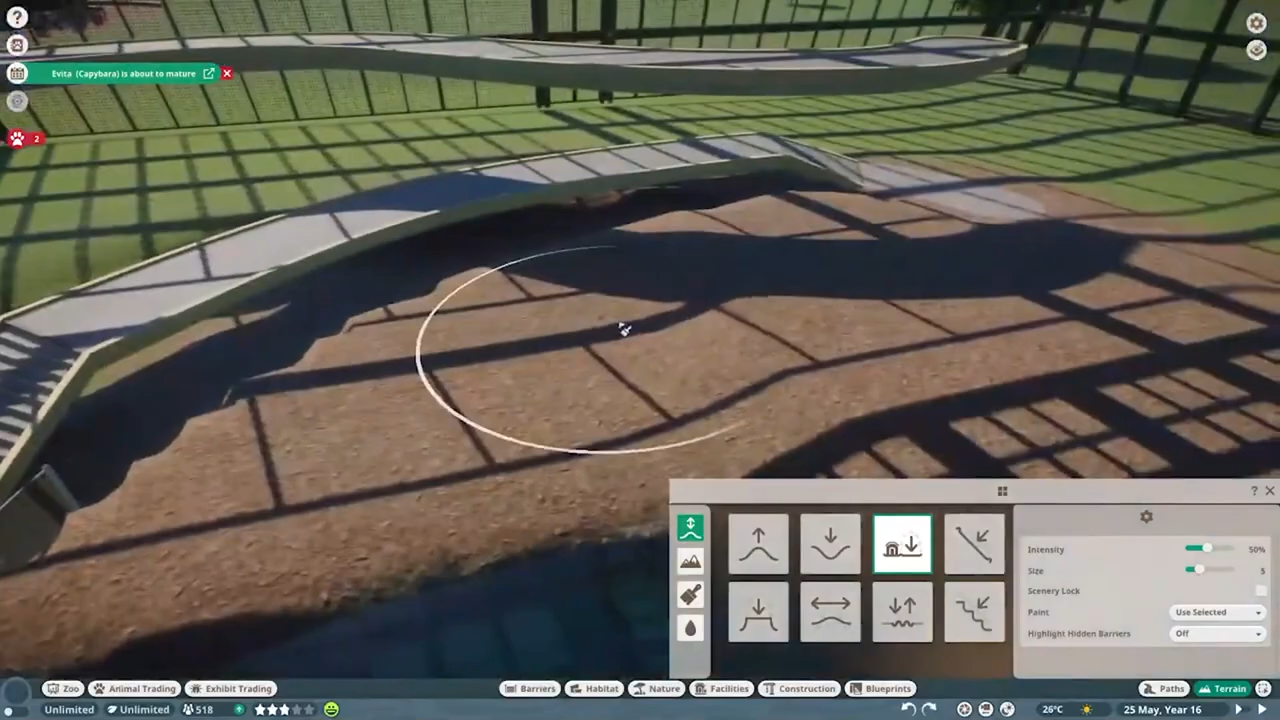 ?
Evita (Capybara) is about to mature
2
?
Intensity 50%
Size 5
Scenery Lock
Paint Use Selected
Highlight Hidden Barriers Off
Zoo Animal Trading Exhibit Trading Barriers Habitat Nature Facilities Construction Blueprints Paths Terrain
Unlimited Unlimited 518 26°C 25 May, Year 16